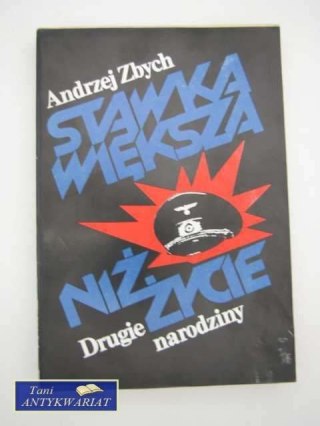 Andrzej Zbych
STAWKA
WIĘKSZA
NIŻ ŻYCIE
Drugie narodziny
Tani
ANTYKWARIAT